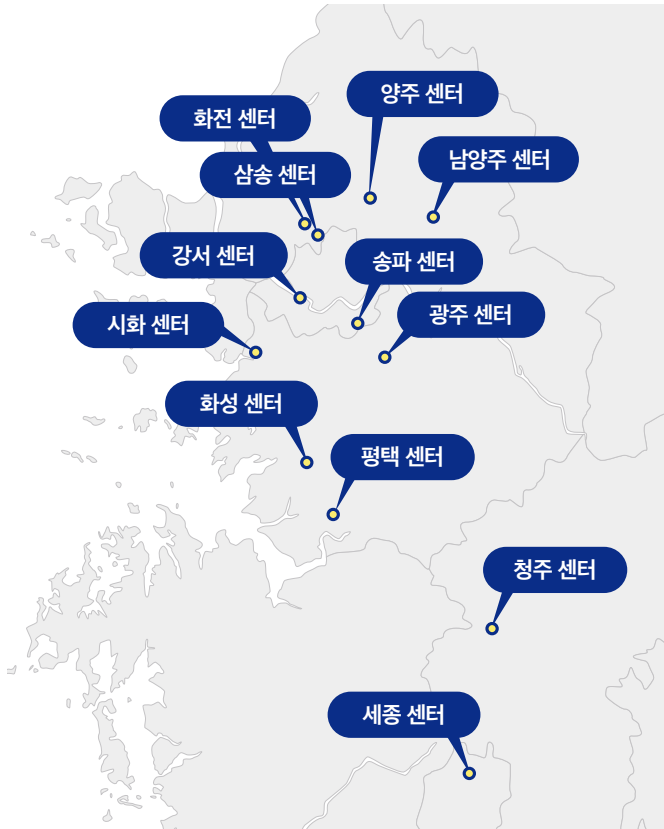 양주 센터
화전 센터
남양주 센터
삼송 센터
강서 센터
송파 센터
시화 센터
광주 센터
화성 센터
평택 센터
청주 센터
세종 센터